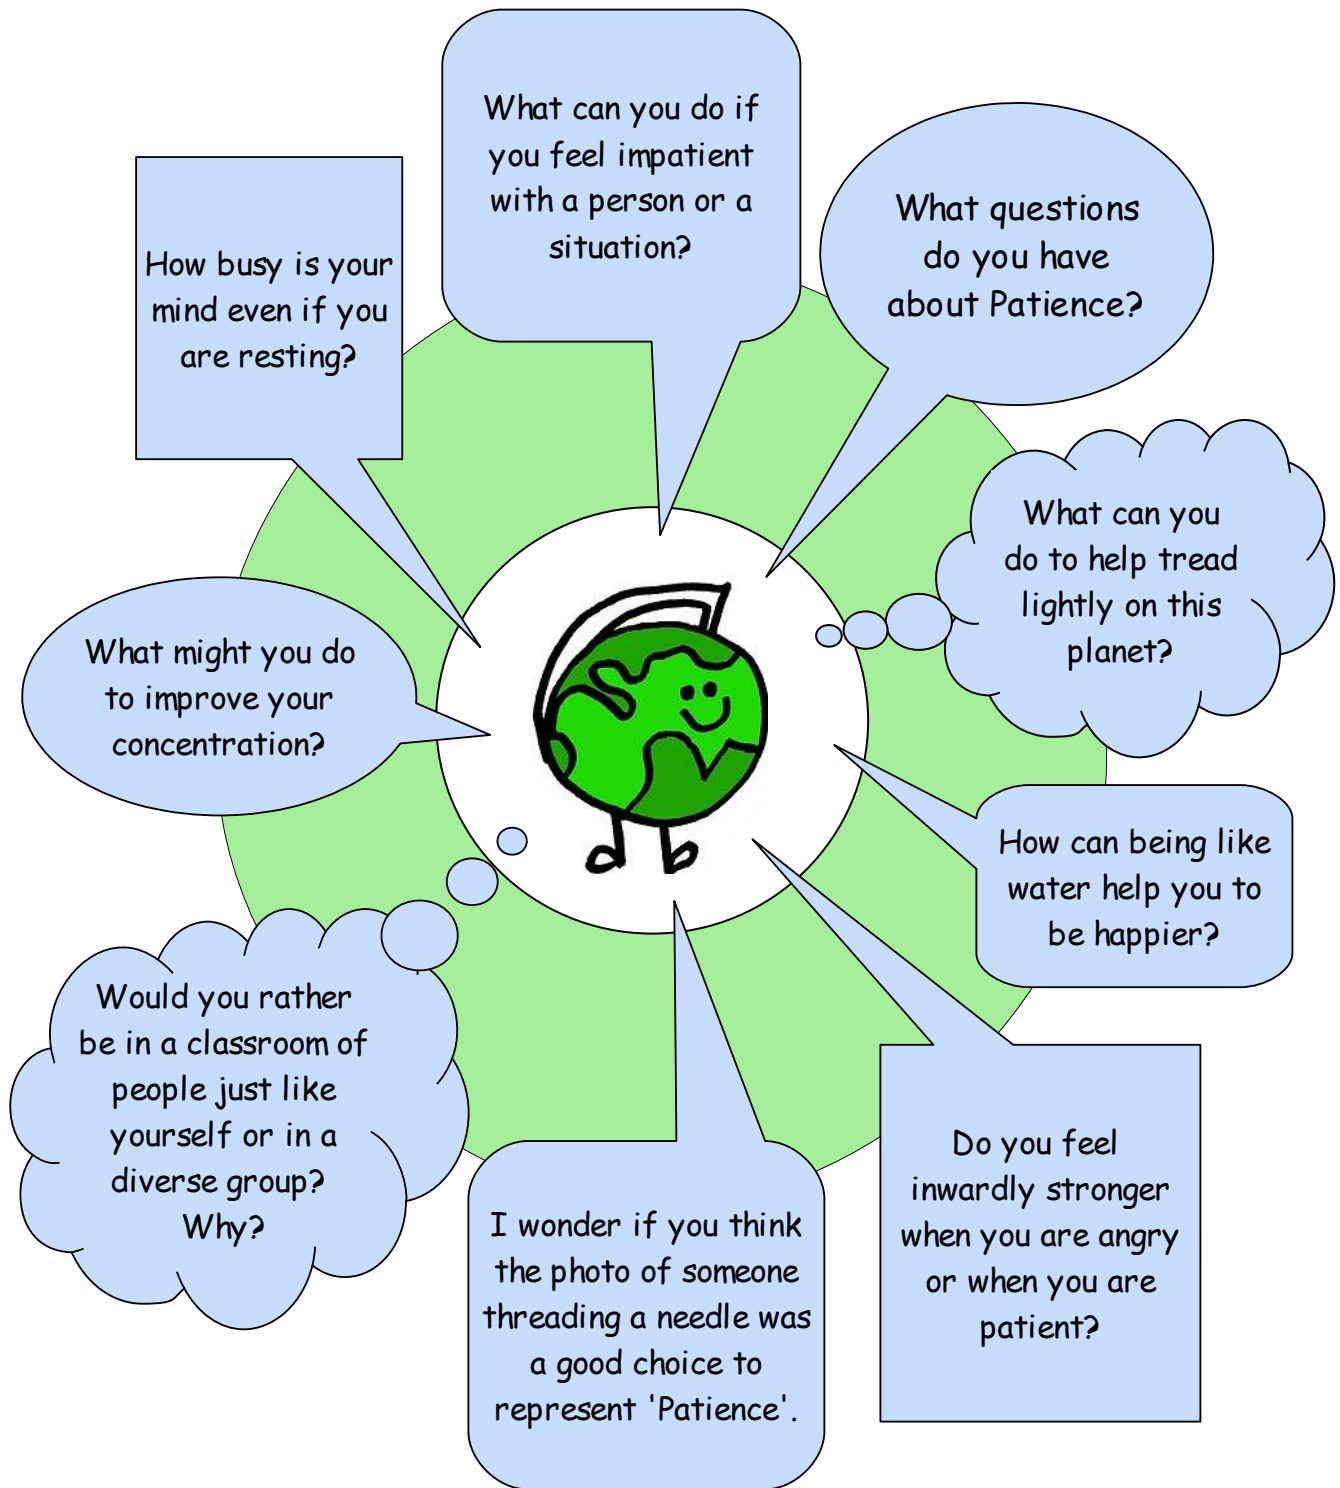 What can you do if
you feel impatient
with a person or a
situation?
What questions
do you have
about Patience?
How busy is your
mind even if you
are resting?
What can you
do to help tread
lightly on this
planet?
What might you do
to improve your
concentration?
How can being like
water help you to
be happier?
Would you rather
be in a classroom of
people just like
yourself or in a
diverse group?
Why?
Do you feel
inwardly stronger
when you are angry
or when you are
patient?
I wonder if you think
the photo of someone
threading a needle was
a good choice to
represent 'Patience'.